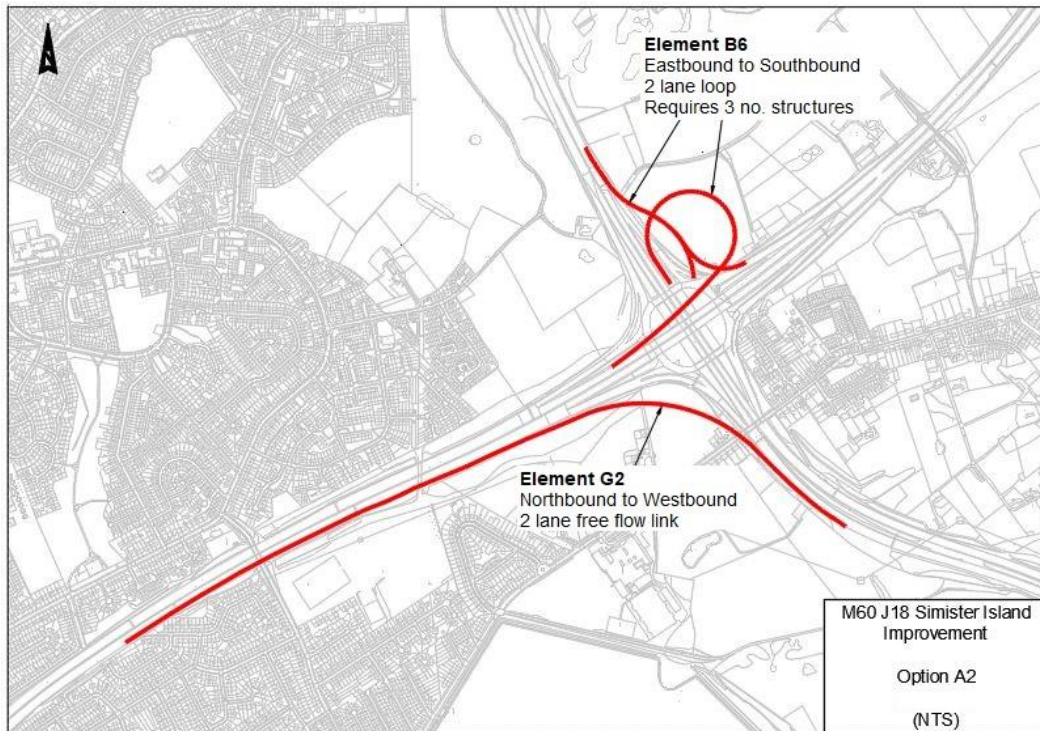 Element B6
Eastbound to Southbound
2 lane loop
Requires 3 no. structures
Element G2
Northbound to Westbound
2 lane free flow link
M60 J18 Simister Island
Improvement
Option A2
(NTS)